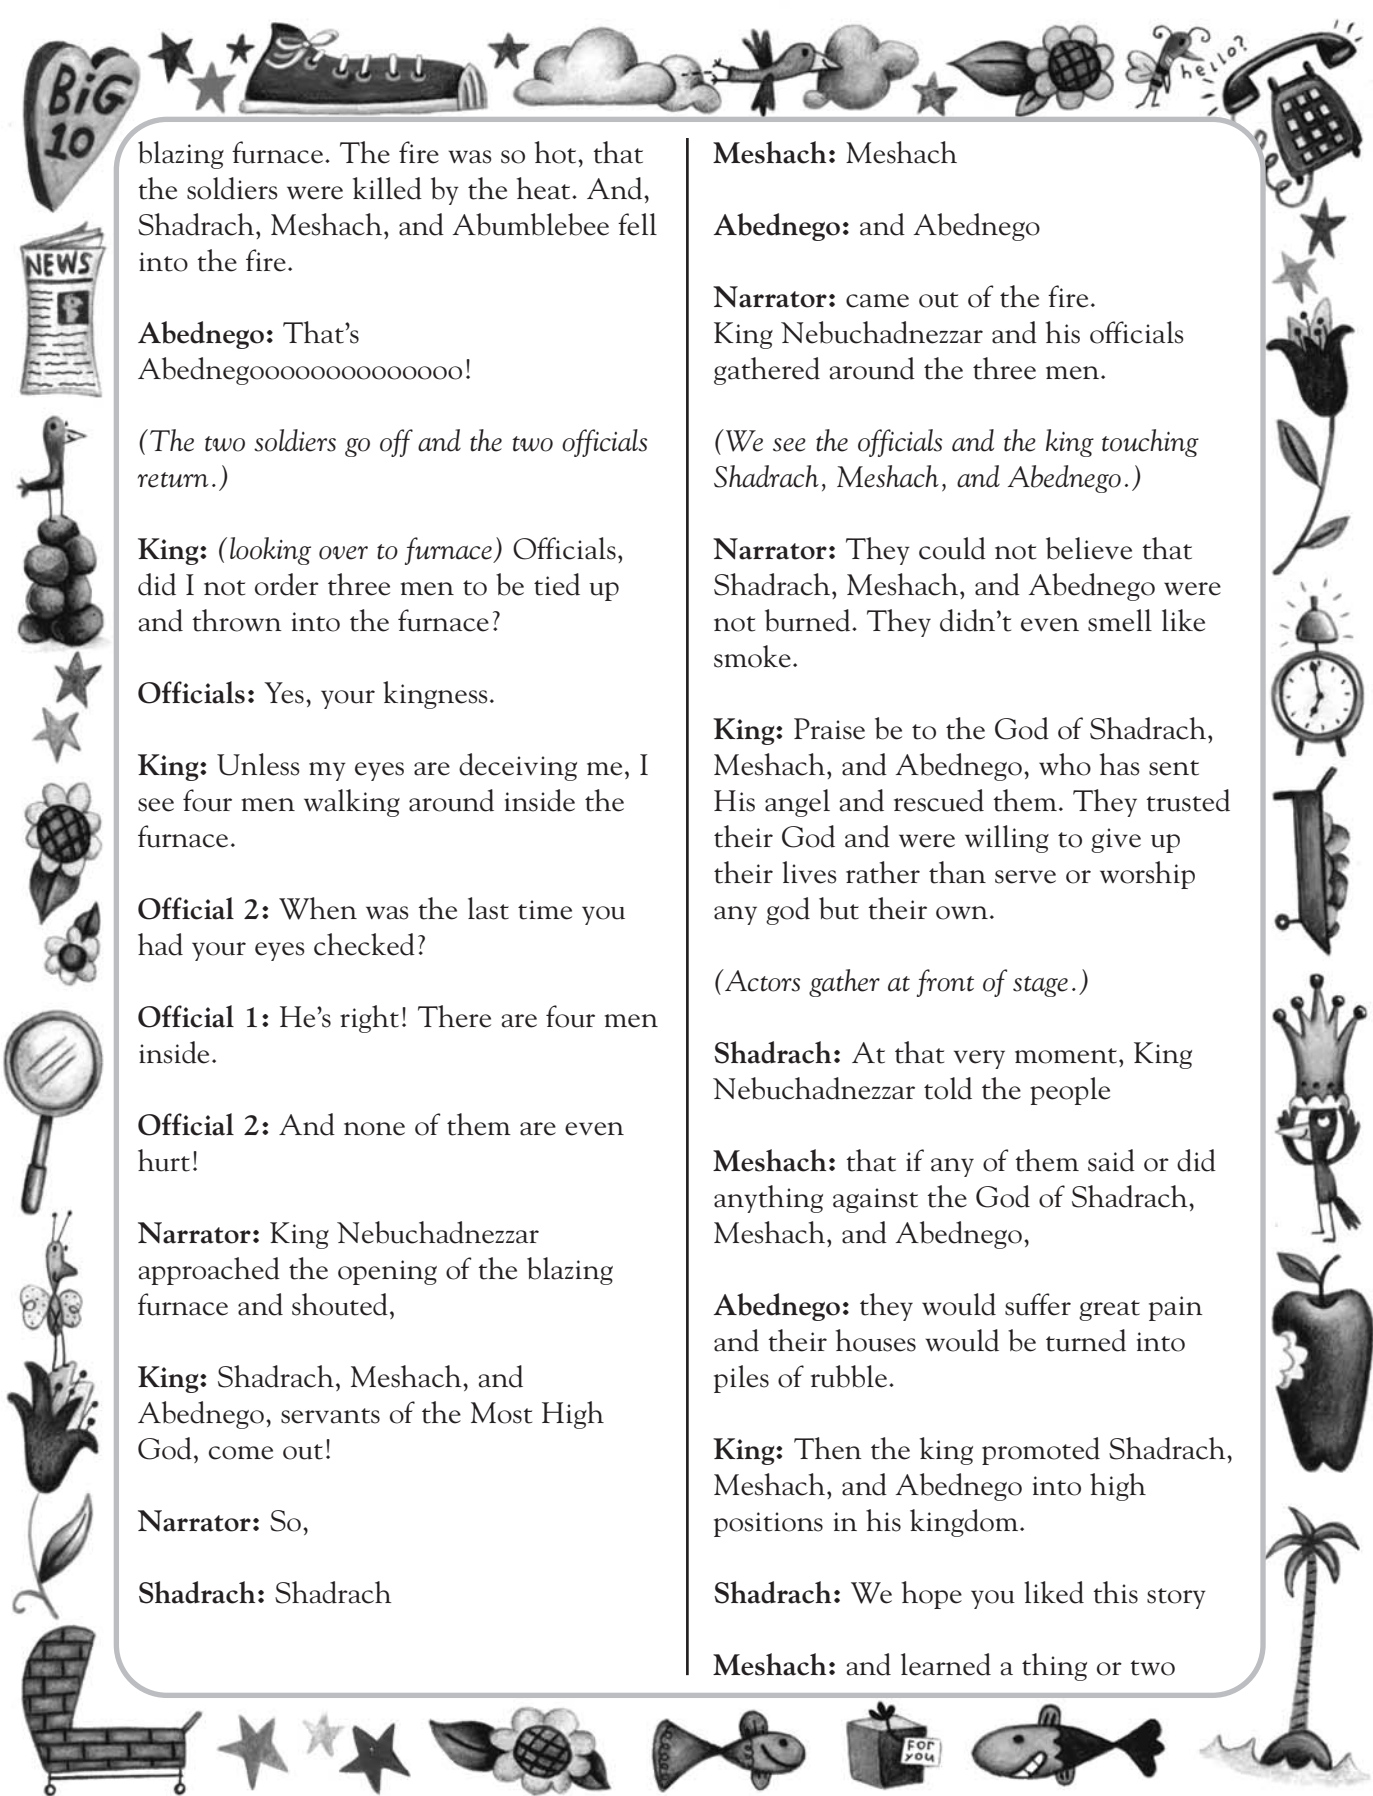 BiG
10
hello?
NEWS
blazing furnace. The fire was so hot, that
the soldiers were killed by the heat. And,
Shadrach, Meshach, and Abumblebee fell
into the fire.
Abednego: That's
Abednegoooooooooooooo!
(The two soldiers go off and the two officials
return.)
King: (looking over to furnace) Officials,
did I not order three men to be tied up
and thrown into the furnace?
Officials: Yes, your kingness.
King: Unless my eyes are deceiving me, I
see four men walking around inside the
furnace.
Official 2: When was the last time you
had your eyes checked?
Official 1: He's right! There are four men
inside.
Official 2: And none of them are even
hurt!
Narrator: King Nebuchadnezzar
approached the opening of the blazing
furnace and shouted,
King: Shadrach, Meshach, and
Abednego, servants of the Most High
God, come out!
Narrator: So,
Shadrach: Shadrach
Meshach: Meshach
Abednego: and Abednego
Narrator: came out of the fire.
King Nebuchadnezzar and his officials
gathered around the three men.
(We see the officials and the king touching
Shadrach, Meshach, and Abednego.)
Narrator: They could not believe that
Shadrach, Meshach, and Abednego were
not burned. They didn't even smell like
smoke.
King: Praise be to the God of Shadrach,
Meshach, and Abednego, who has sent
His angel and rescued them. They trusted
their God and were willing to give up
their lives rather than serve or worship
any god but their own.
(Actors gather at front of stage.)
Shadrach: At that very moment, King
Nebuchadnezzar told the people
Meshach: that if any of them said or did
anything against the God of Shadrach,
Meshach, and Abednego,
Abednego: they would suffer great pain
and their houses would be turned into
piles of rubble.
King: Then the king promoted Shadrach,
Meshach, and Abednego into high
positions in his kingdom.
Shadrach: We hope you liked this story
Meshach: and learned a thing or two
FOr
YOU